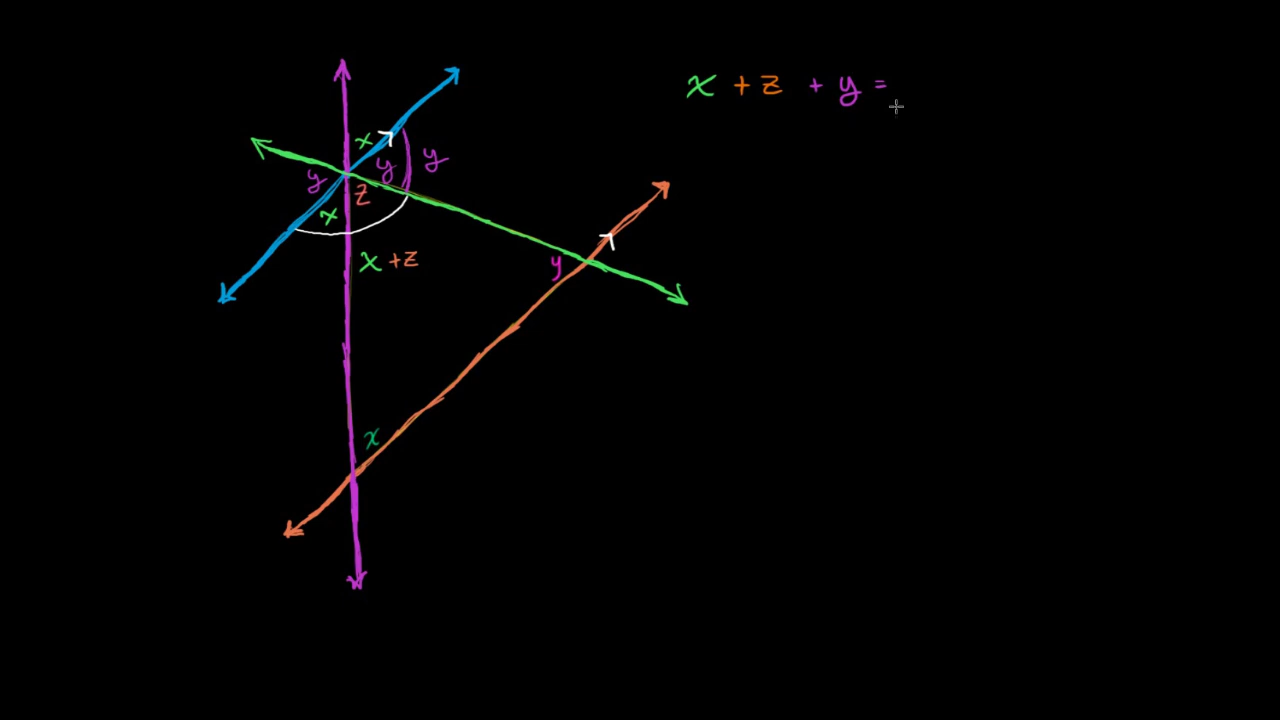 x + z + y =
x
y y
y
z
x
x + z
y
x